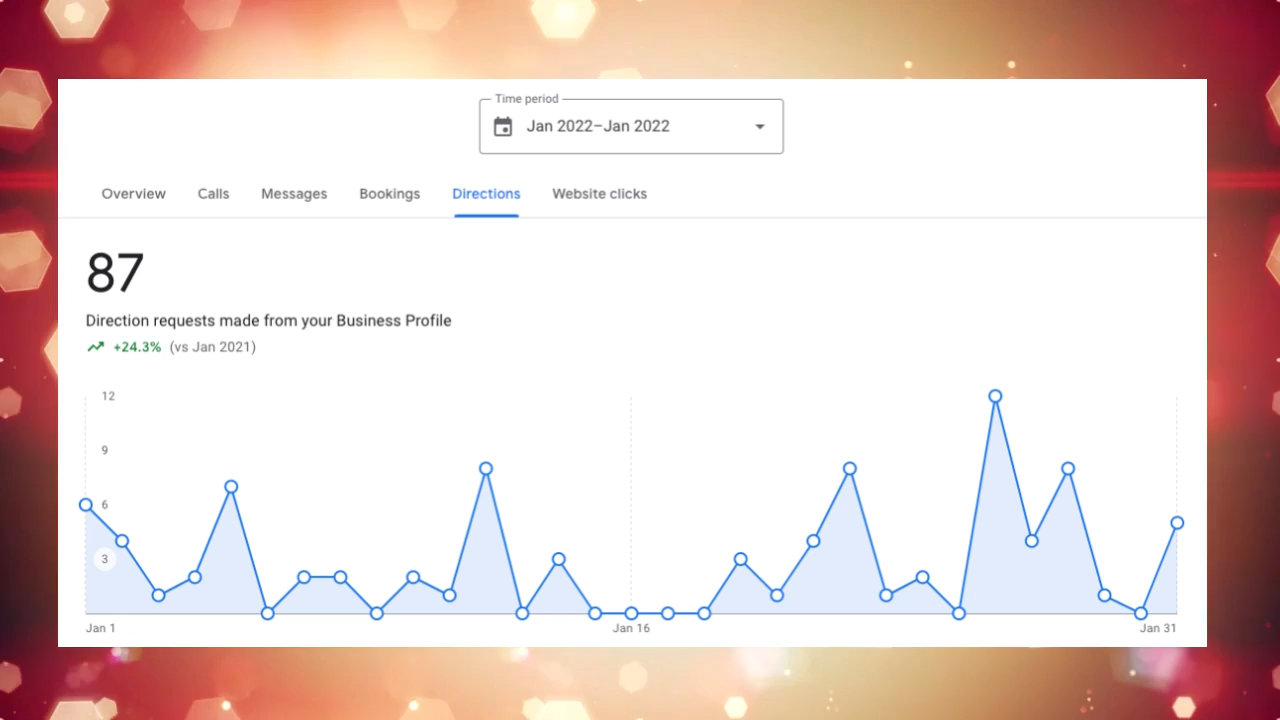 Time period
Jan 2022–Jan 2022
Overview Calls Messages Bookings Directions Website clicks
87
Direction requests made from your Business Profile
+24.3% (vs Jan 2021)
12
9
6
3
Jan 1 Jan 16 Jan 31